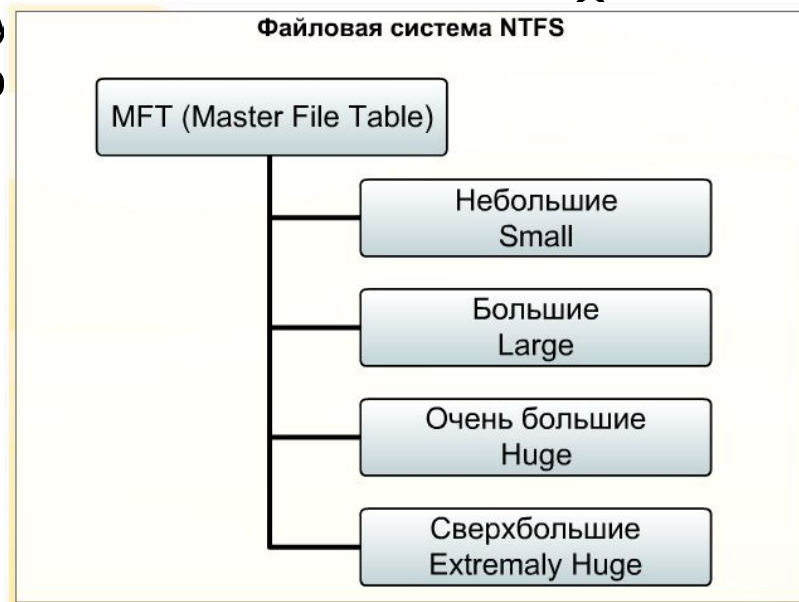 Файловая система NTFS
MFT (Master File Table)
Небольшие
Small
Большие
Large
Очень большие
Huge
Сверхбольшие
Extremaly Huge